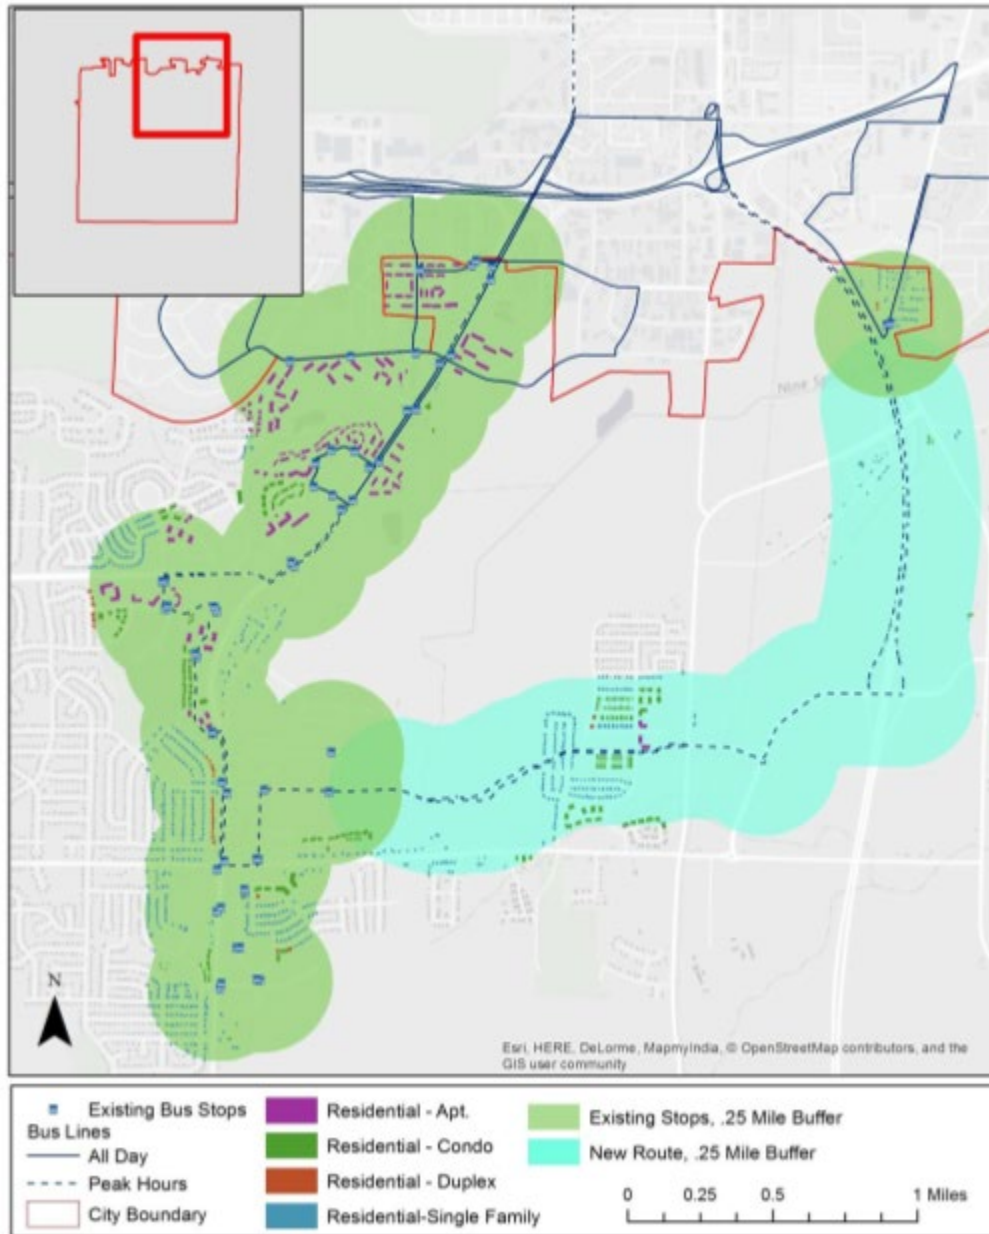 Nine
N
Esri, HERE, DeLorme, MapmyIndia, © OpenStreetMap contributors, and the
GIS user community
Existing Bus Stops
Bus Lines
All Day
Peak Hours
City Boundary
Residential - Apt.
Residential - Condo
Residential - Duplex
Residential-Single Family
Existing Stops, .25 Mile Buffer
New Route, .25 Mile Buffer
0 0.25 0.5 1 Miles